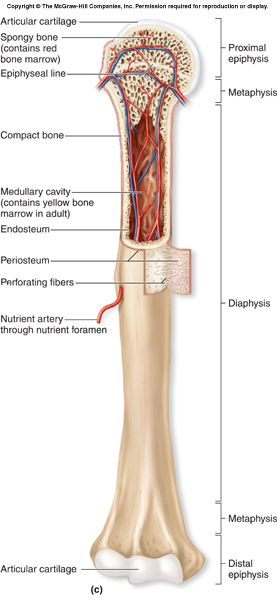 Copyright © The McGraw-Hill Companies, Inc. Permission required for reproduction or display.
Articular cartilage
Spongy bone
(contains red
bone marrow)
Epiphyseal line
Proximal
epiphysis
Metaphysis
Compact bone
Medullary cavity
(contains yellow bone
marrow in adult)
Endosteum
Periosteum
Perforating fibers
Diaphysis
Nutrient artery
through nutrient foramen
Metaphysis
Articular cartilage
Distal
epiphysis
(c)